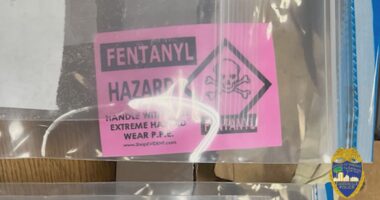 FENTANYL
HAZARD
HANDLE WITH
EXTREME HAZARD
WEAR P.P.E.
FENTANYL